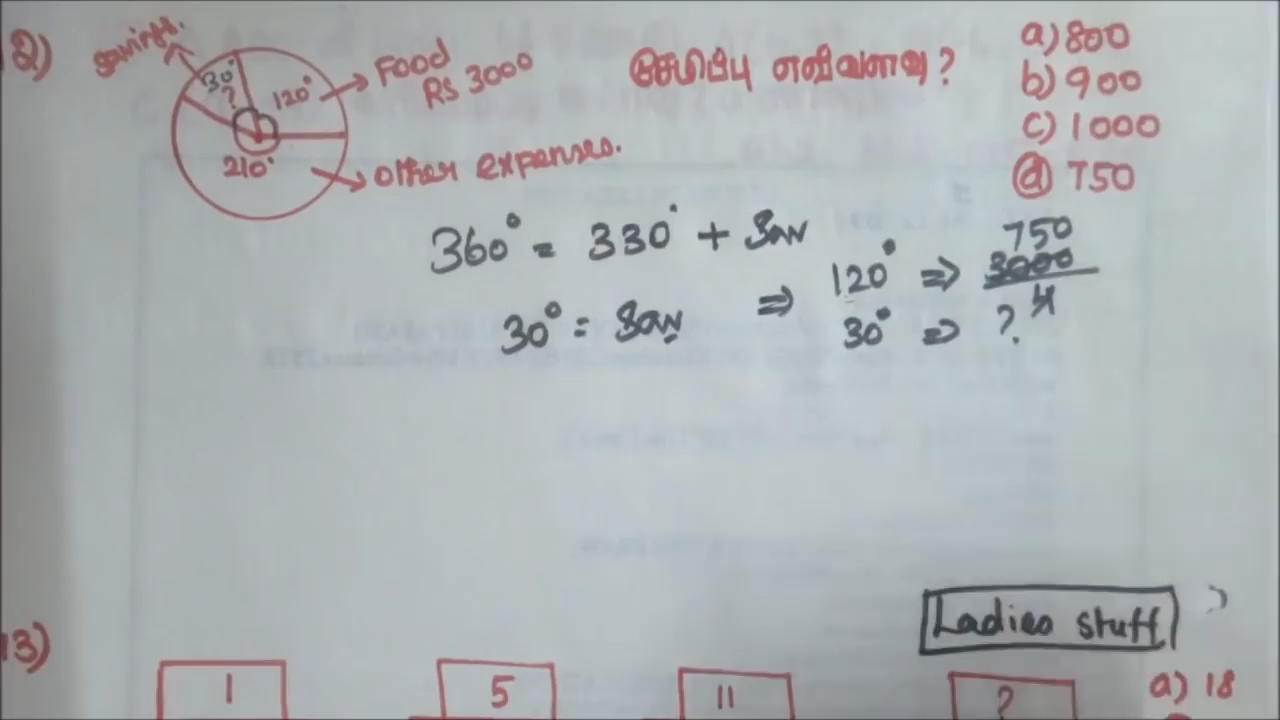 2)
savings.
30°
?
120°
210°
Food
RS 3000
other expenses.
சேமிப்பு எவ்வளவு?
a) 800
b) 900
c) 1000
d) 750
360° = 330° + Sav
30° = Sav
⇒ 120° ⇒ 3000
750
4
30° ⇒ ?
Ladies stuff
13)
1
5
11
?
a) 18